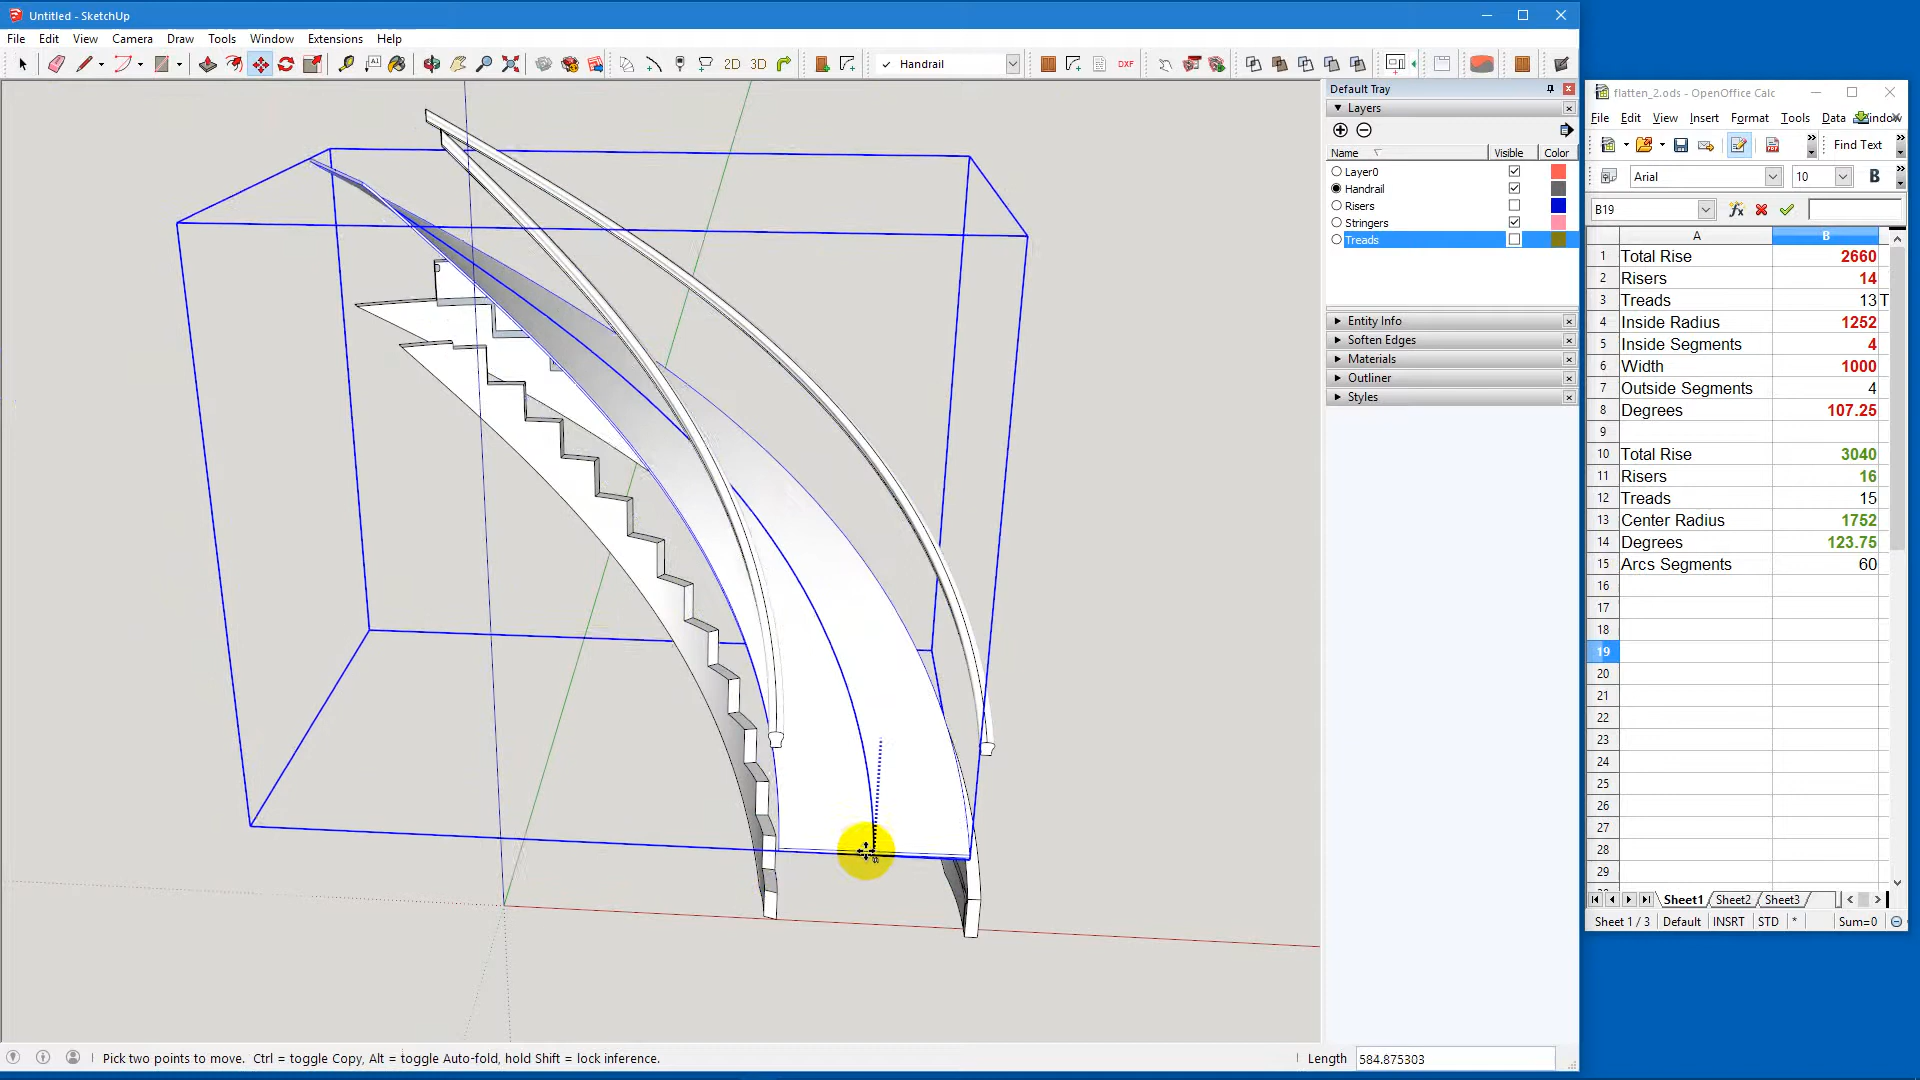 Untitled - SketchUp
File Edit View Camera Draw Tools Window Extensions Help
A1 2D 3D ✓ Handrail DXF
Default Tray
Layers
Name Visible Color
Layer0
Handrail
Risers
Stringers
Treads
Entity Info
Soften Edges
Materials
Outliner
Styles
Pick two points to move. Ctrl = toggle Copy, Alt = toggle Auto-fold, hold Shift = lock inference.
Length 584.875303
flatten_2.ods - OpenOffice Calc
File Edit View Insert Format Tools Data Window
Find Text
Arial 10 B
B19
A B
1 Total Rise 2660
2 Risers 14
3 Treads 13 T
4 Inside Radius 1252
5 Inside Segments 4
6 Width 1000
7 Outside Segments 4
8 Degrees 107.25
9
10 Total Rise 3040
11 Risers 16
12 Treads 15
13 Center Radius 1752
14 Degrees 123.75
15 Arcs Segments 60
16
17
18
19
20
21
22
23
24
25
26
27
28
29
Sheet1 Sheet2 Sheet3
Sheet 1 / 3 Default INSRT STD * Sum=0